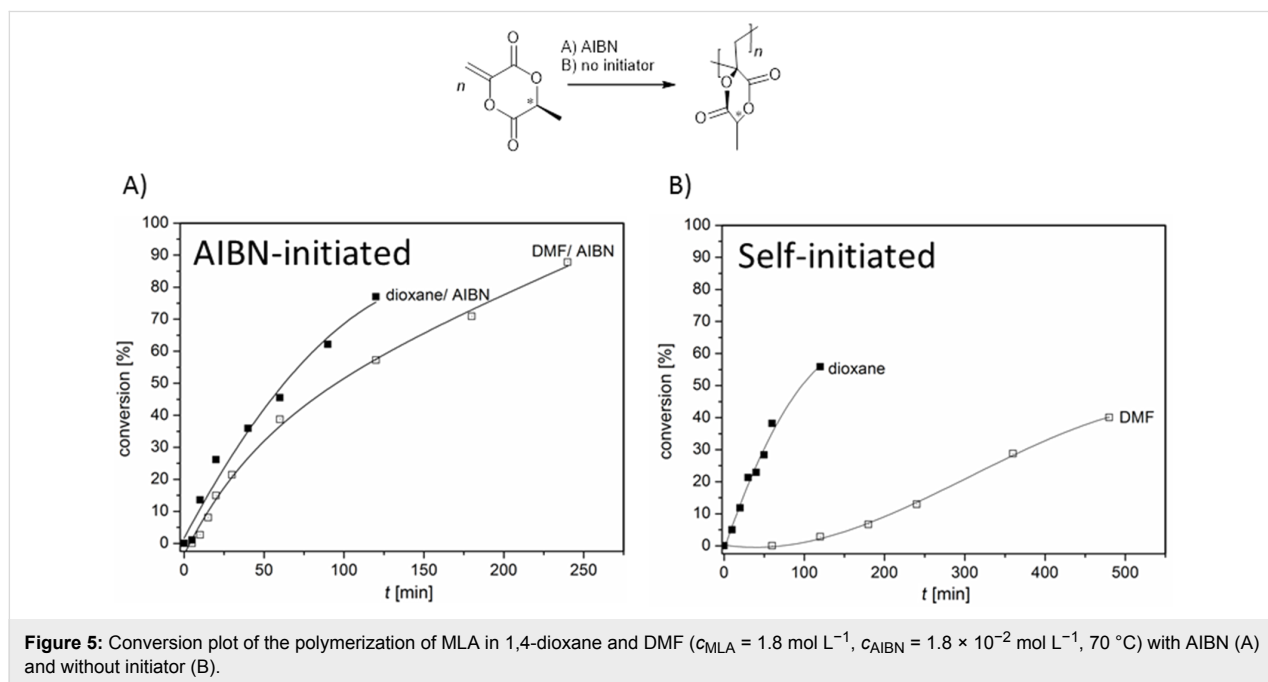 A) AIBN
B) no initiator
n
O
O
O
*
O
n
O
O
O
O
*
A)
B)
AIBN-initiated
DMF/ AIBN
dioxane/ AIBN
conversion [%]
100
90
80
70
60
50
40
30
20
10
0
0 50 100 150 200 250
t [min]
Self-initiated
dioxane
DMF
conversion [%]
100
90
80
70
60
50
40
30
20
10
0
0 100 200 300 400 500
t [min]
Figure 5: Conversion plot of the polymerization of MLA in 1,4-dioxane and DMF (cMLA = 1.8 mol L−1, cAIBN = 1.8 × 10−2 mol L−1, 70 °C) with AIBN (A)
and without initiator (B).